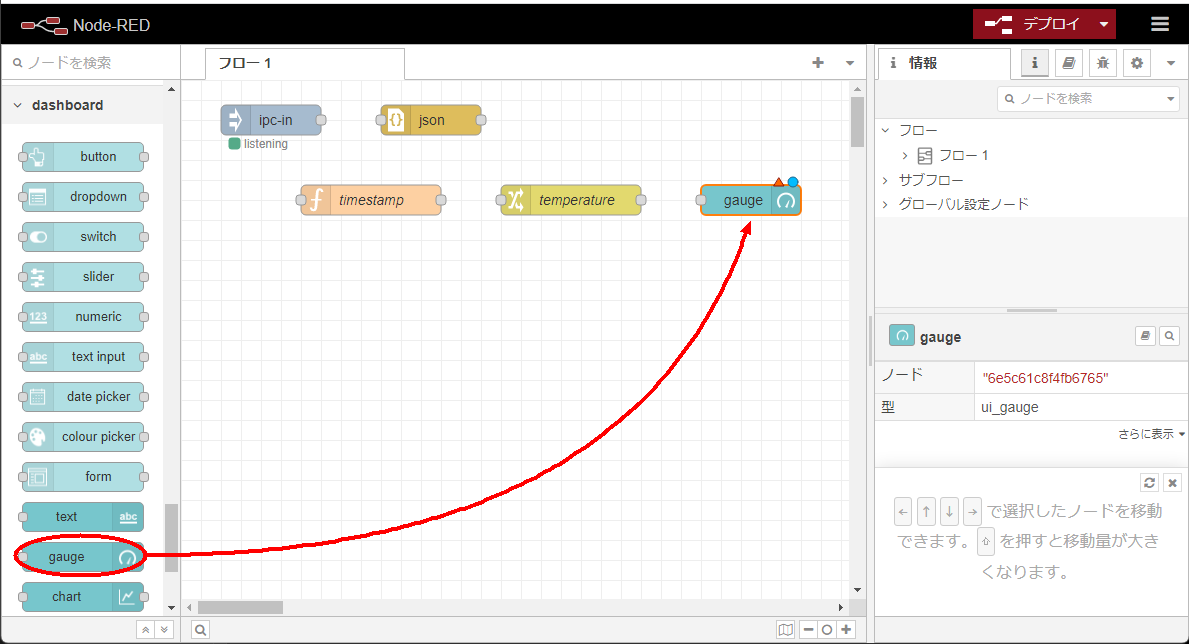 Node-RED
デプロイ
ノードを検索
フロー 1
情報
dashboard
button
dropdown
switch
slider
numeric
123
text input
abc
date picker
colour picker
form
text
abc
gauge
chart
ipc-in
listening
json
timestamp
temperature
gauge
ノードを検索
フロー
フロー 1
サブフロー
グローバル設定ノード
gauge
ノード "6e5c61c8f4fb6765"
型 ui_gauge
さらに表示
← ↑ ↓ → で選択したノードを移動
できます。⇧ を押すと移動量が大き
くなります。